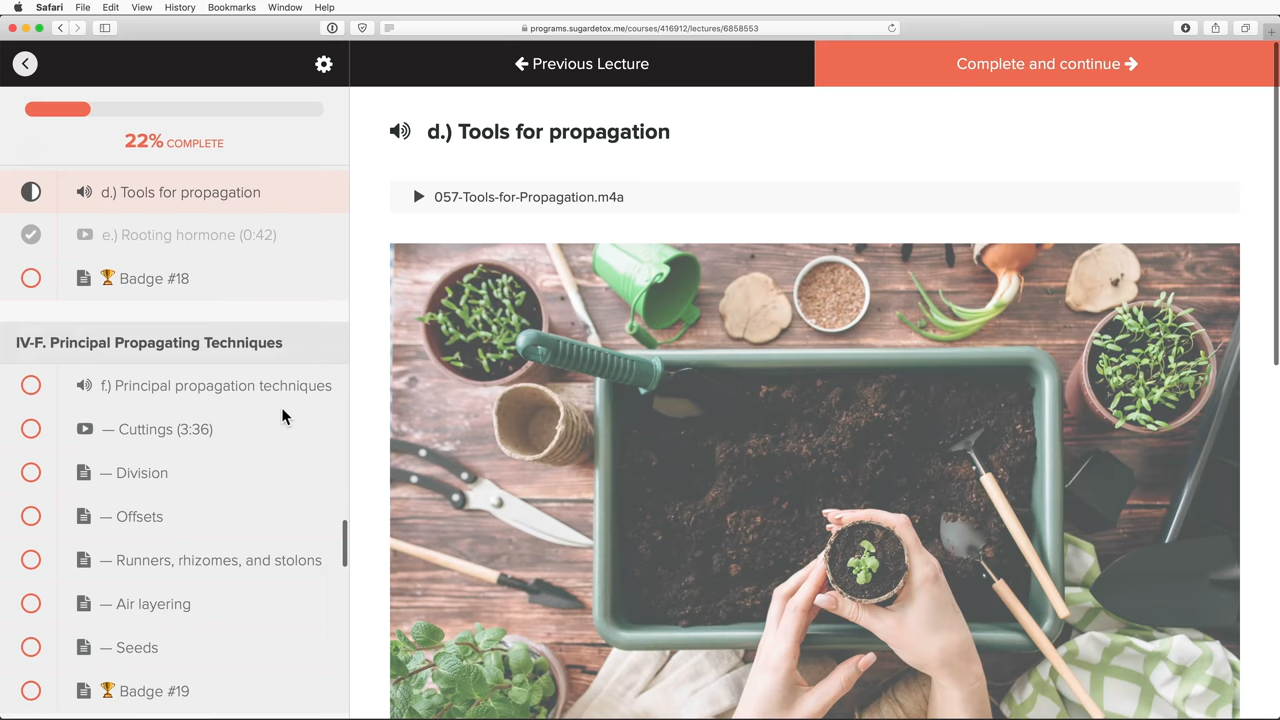 Safari File Edit View History Bookmarks Window Help
programs.sugardetox.me/courses/416912/lectures/6858553
Previous Lecture
Complete and continue
22% COMPLETE
d.) Tools for propagation
e.) Rooting hormone (0:42)
Badge #18
IV-F. Principal Propagating Techniques
f.) Principal propagation techniques
— Cuttings (3:36)
— Division
— Offsets
— Runners, rhizomes, and stolons
— Air layering
— Seeds
Badge #19
d.) Tools for propagation
057-Tools-for-Propagation.m4a